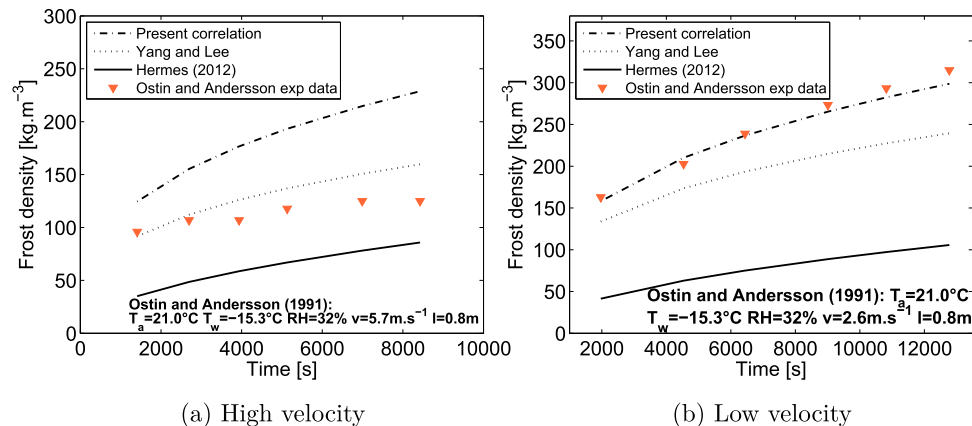 300
250
200
150
100
50
0
Frost density [kg.m−3]
Present correlation
Yang and Lee
Hermes (2012)
Ostin and Andersson exp data
Ostin and Andersson (1991):
Ta=21.0°C Tw=−15.3°C RH=32% v=5.7m.s−1 l=0.8m
0 2000 4000 6000 8000 10000
Time [s]
(a) High velocity
350
300
250
200
150
100
50
0
Frost density [kg.m−3]
Present correlation
Yang and Lee
Hermes (2012)
Ostin and Andersson exp data
Ostin and Andersson (1991): Ta=21.0°C
Tw=−15.3°C RH=32% v=2.6m.s−1 l=0.8m
2000 4000 6000 8000 10000 12000
Time [s]
(b) Low velocity